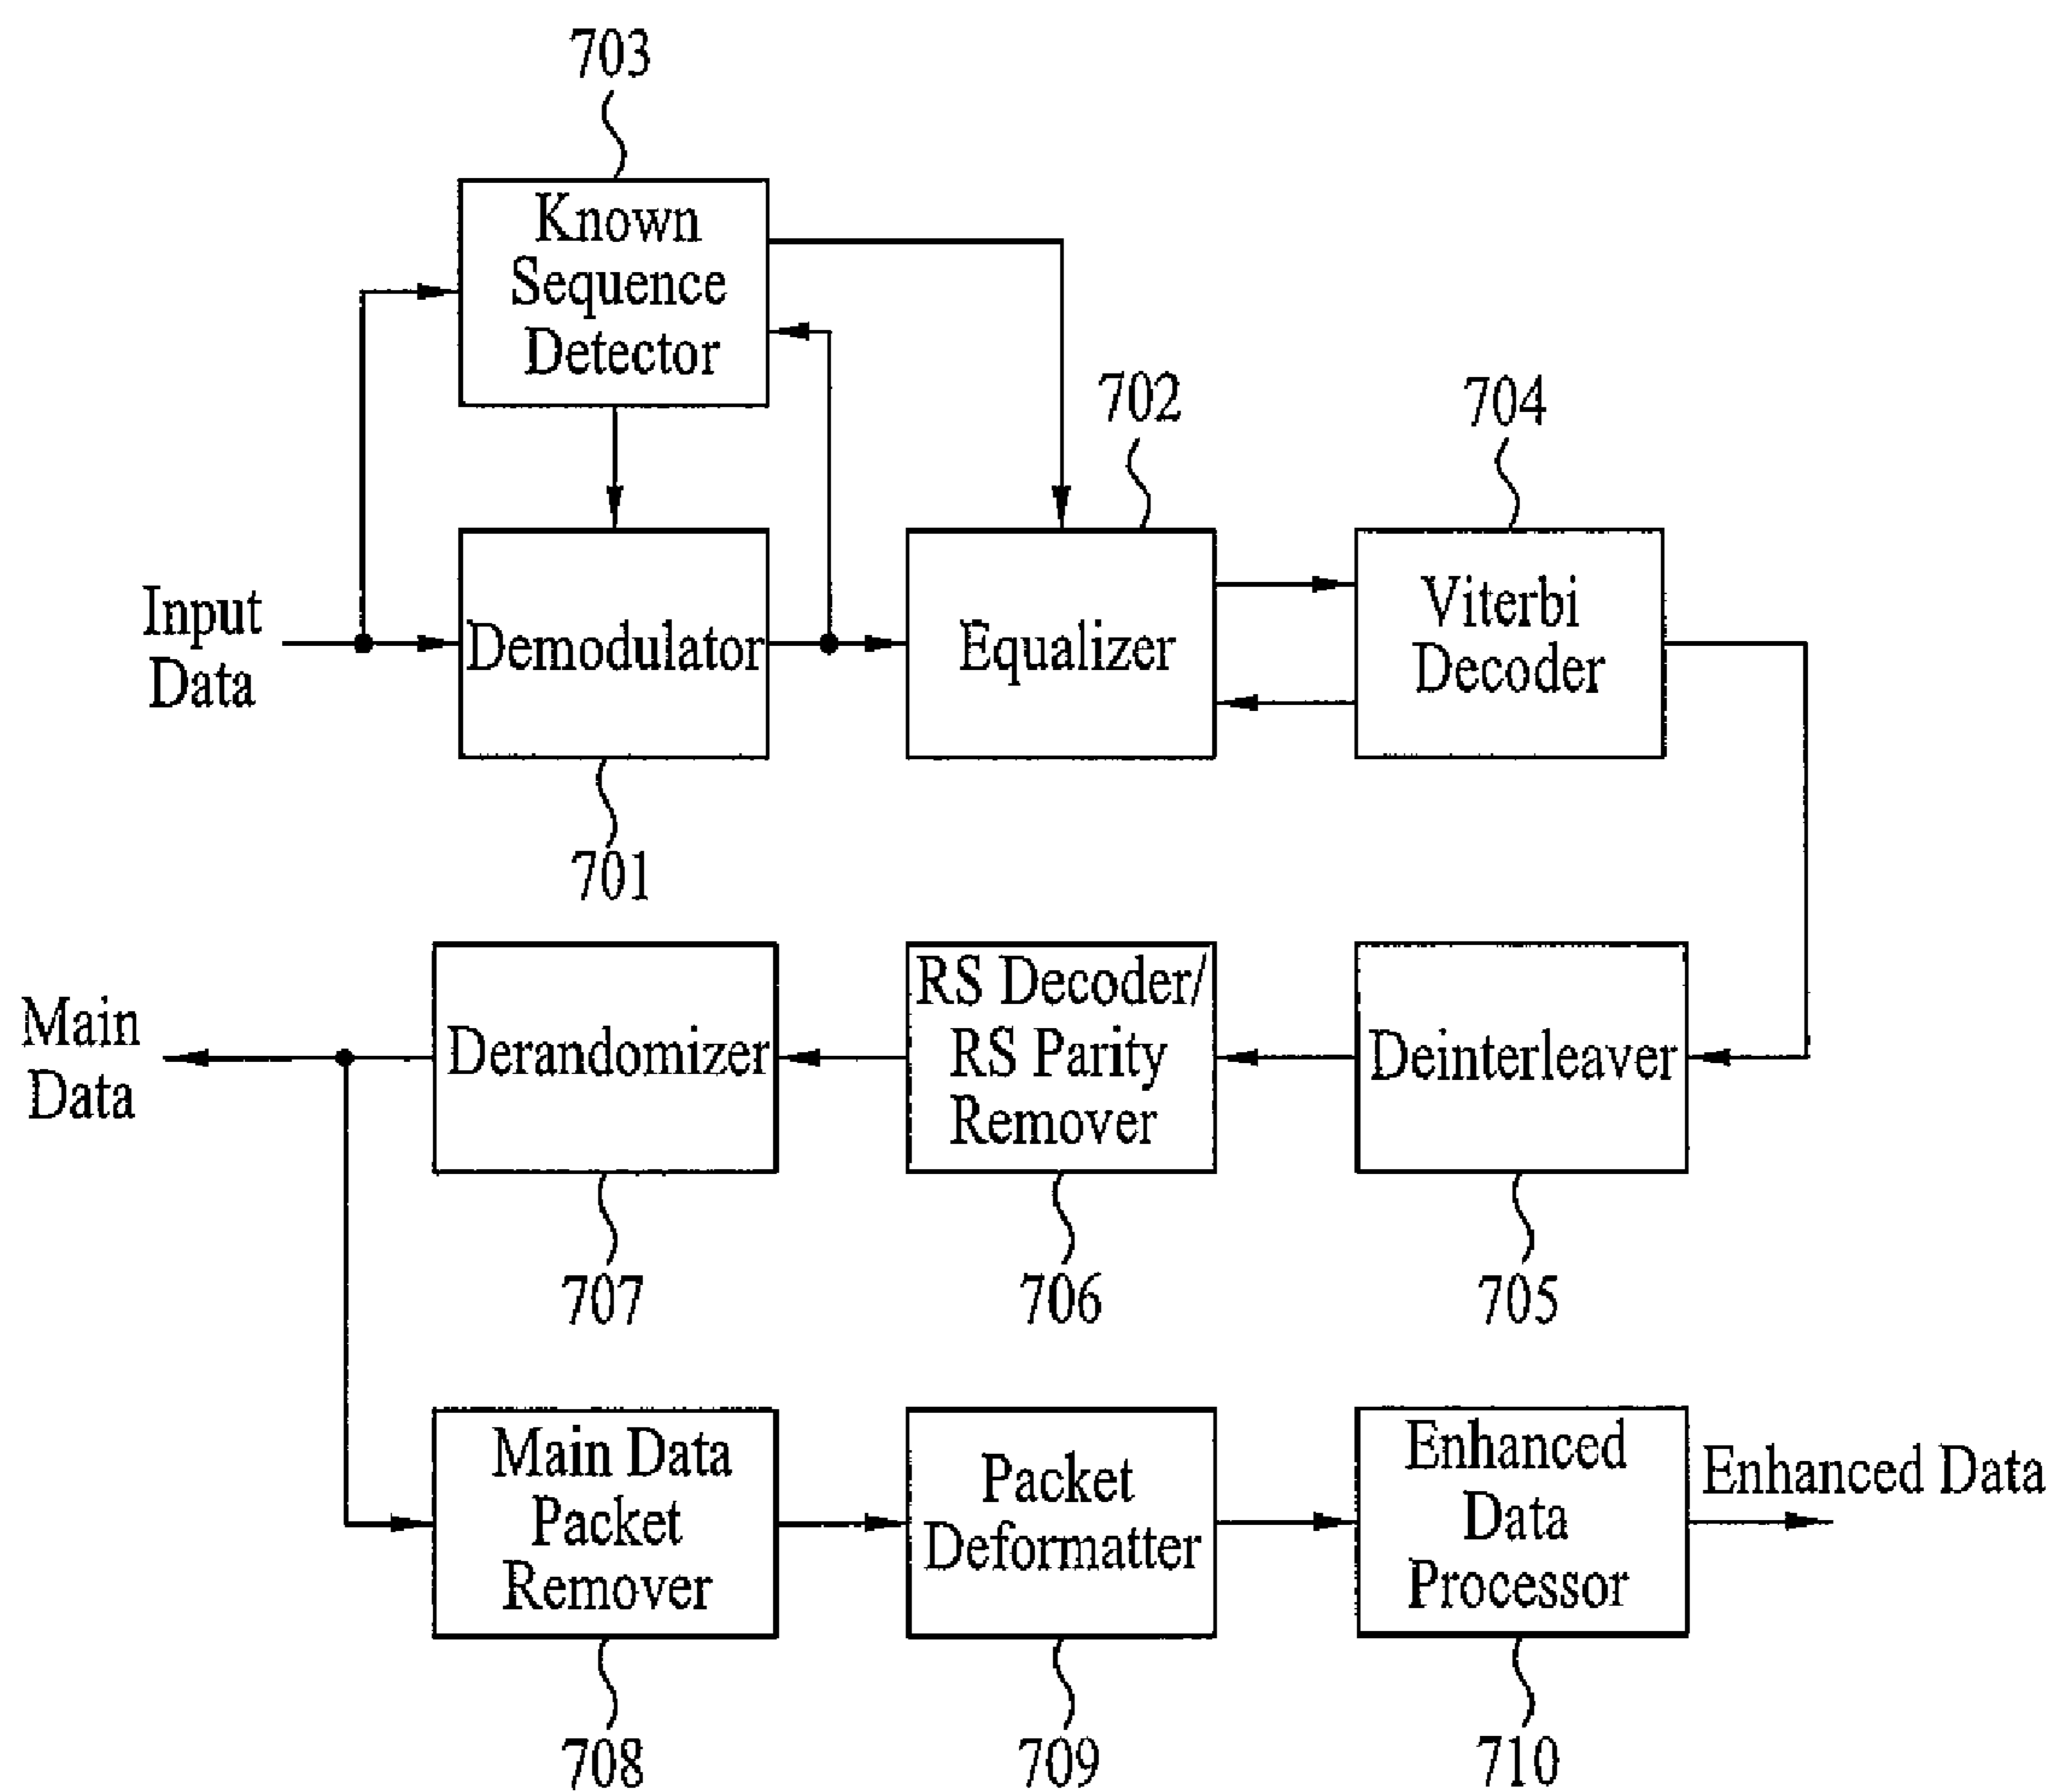 703
Known
Sequence
Detector
702
704
Input
Data
Demodulator
Equalizer
Viterbi
Decoder
701
Main
Data
Derandomizer
RS Decoder/
RS Parity
Remover
Deinterleaver
707
706
705
Main Data
Packet
Remover
Packet
Deformatter
Enhanced
Data
Processor
Enhanced Data
708
709
710